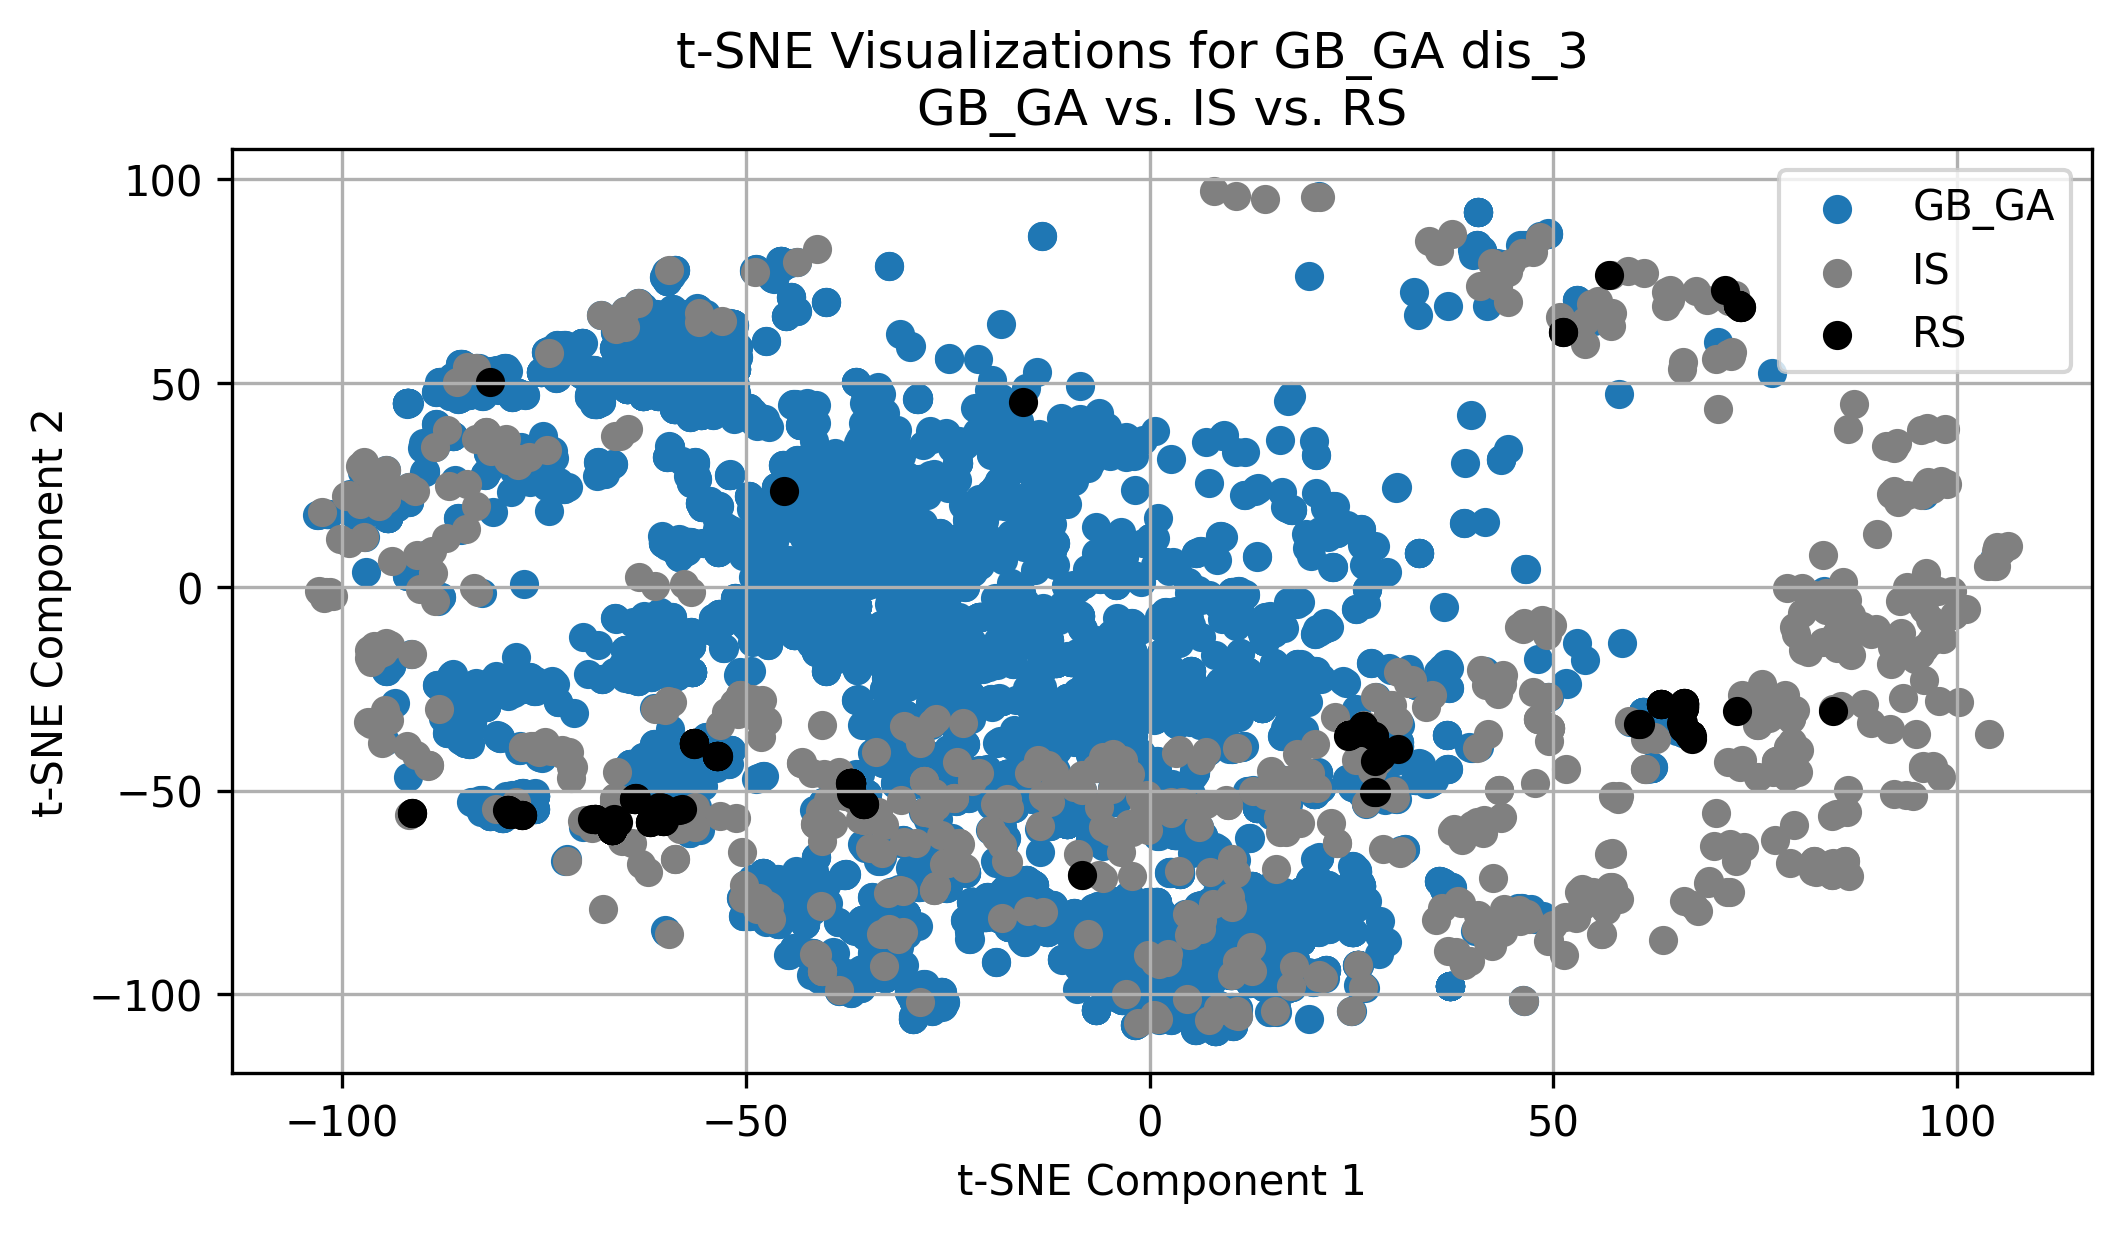 t-SNE Visualizations for GB_GA dis_3
GB_GA vs. IS vs. RS
GB_GA
IS
RS
100
50
0
−50
−100
t-SNE Component 2
−100
−50
0
50
100
t-SNE Component 1